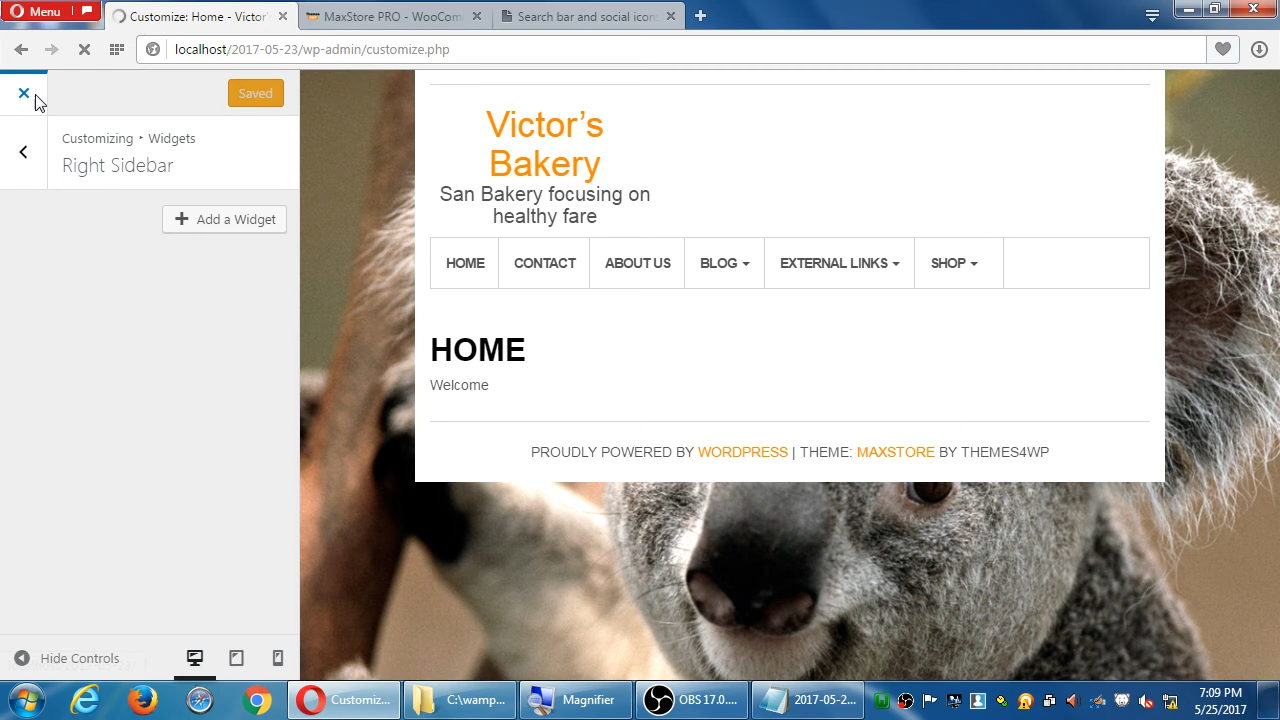 Menu
Customize: Home - Victor's
MaxStore PRO - WooCom
Search bar and social icons
localhost/2017-05-23/wp-admin/customize.php
Saved
Customizing ‣ Widgets
Right Sidebar
Add a Widget
Hide Controls
Victor's
Bakery
San Bakery focusing on
healthy fare
HOME CONTACT ABOUT US BLOG EXTERNAL LINKS SHOP
HOME
Welcome
PROUDLY POWERED BY WORDPRESS | THEME: MAXSTORE BY THEMES4WP
Customiz... C:\wamp... Magnifier OBS 17.0.... 2017-05-2...
7:09 PM
5/25/2017